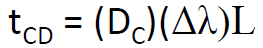 t_CD = (D_C)(Δλ)L